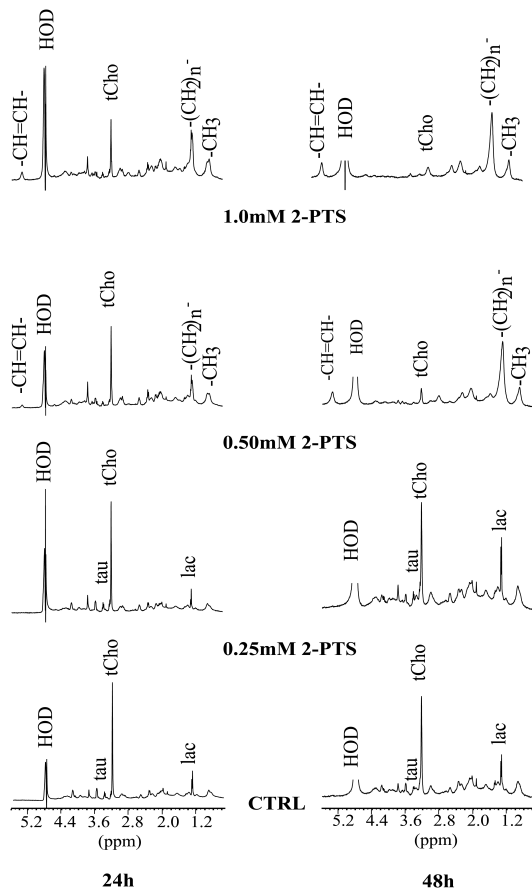 -CH=CH-
HOD
tCho
-(CH2)n-
-CH3
-CH=CH-
HOD
tCho
-(CH2)n-
-CH3
1.0mM 2-PTS
-CH=CH-
HOD
tCho
-(CH2)n-
-CH3
-CH=CH-
HOD
tCho
-(CH2)n-
-CH3
0.50mM 2-PTS
HOD
tau
tCho
lac
HOD
tau
tCho
lac
0.25mM 2-PTS
HOD
tau
tCho
lac
HOD
tau
tCho
lac
CTRL
5.2 4.4 3.6 2.8 2.0 1.2
(ppm)
5.2 4.4 3.6 2.8 2.0 1.2
(ppm)
24h
48h